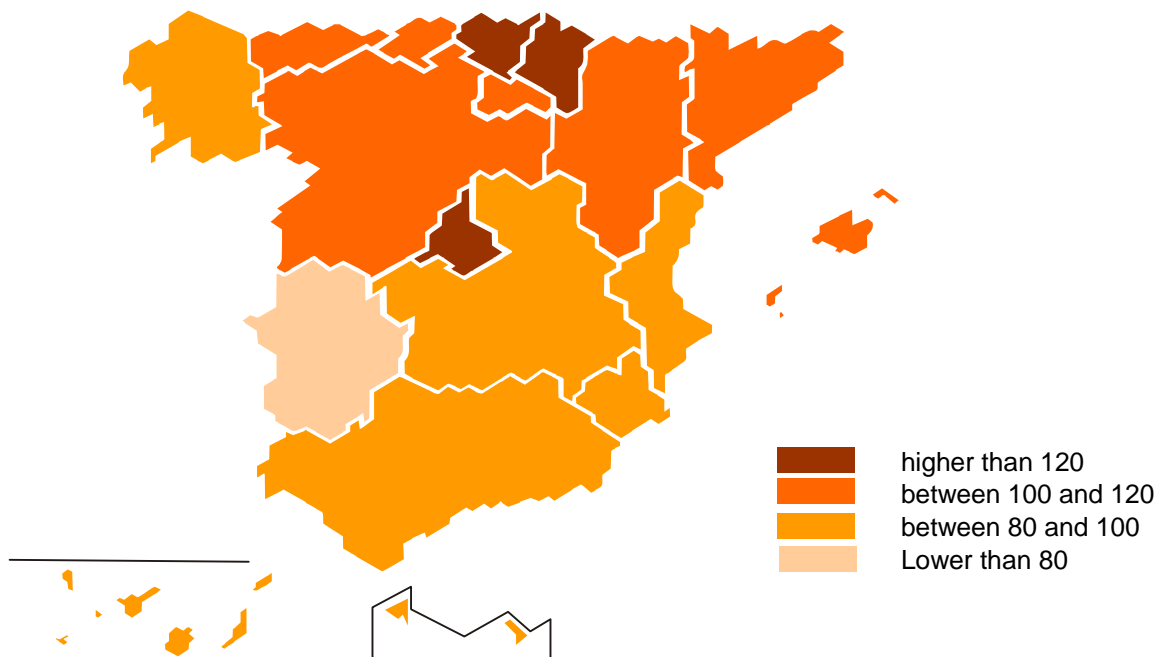 higher than 120
between 100 and 120
between 80 and 100
Lower than 80